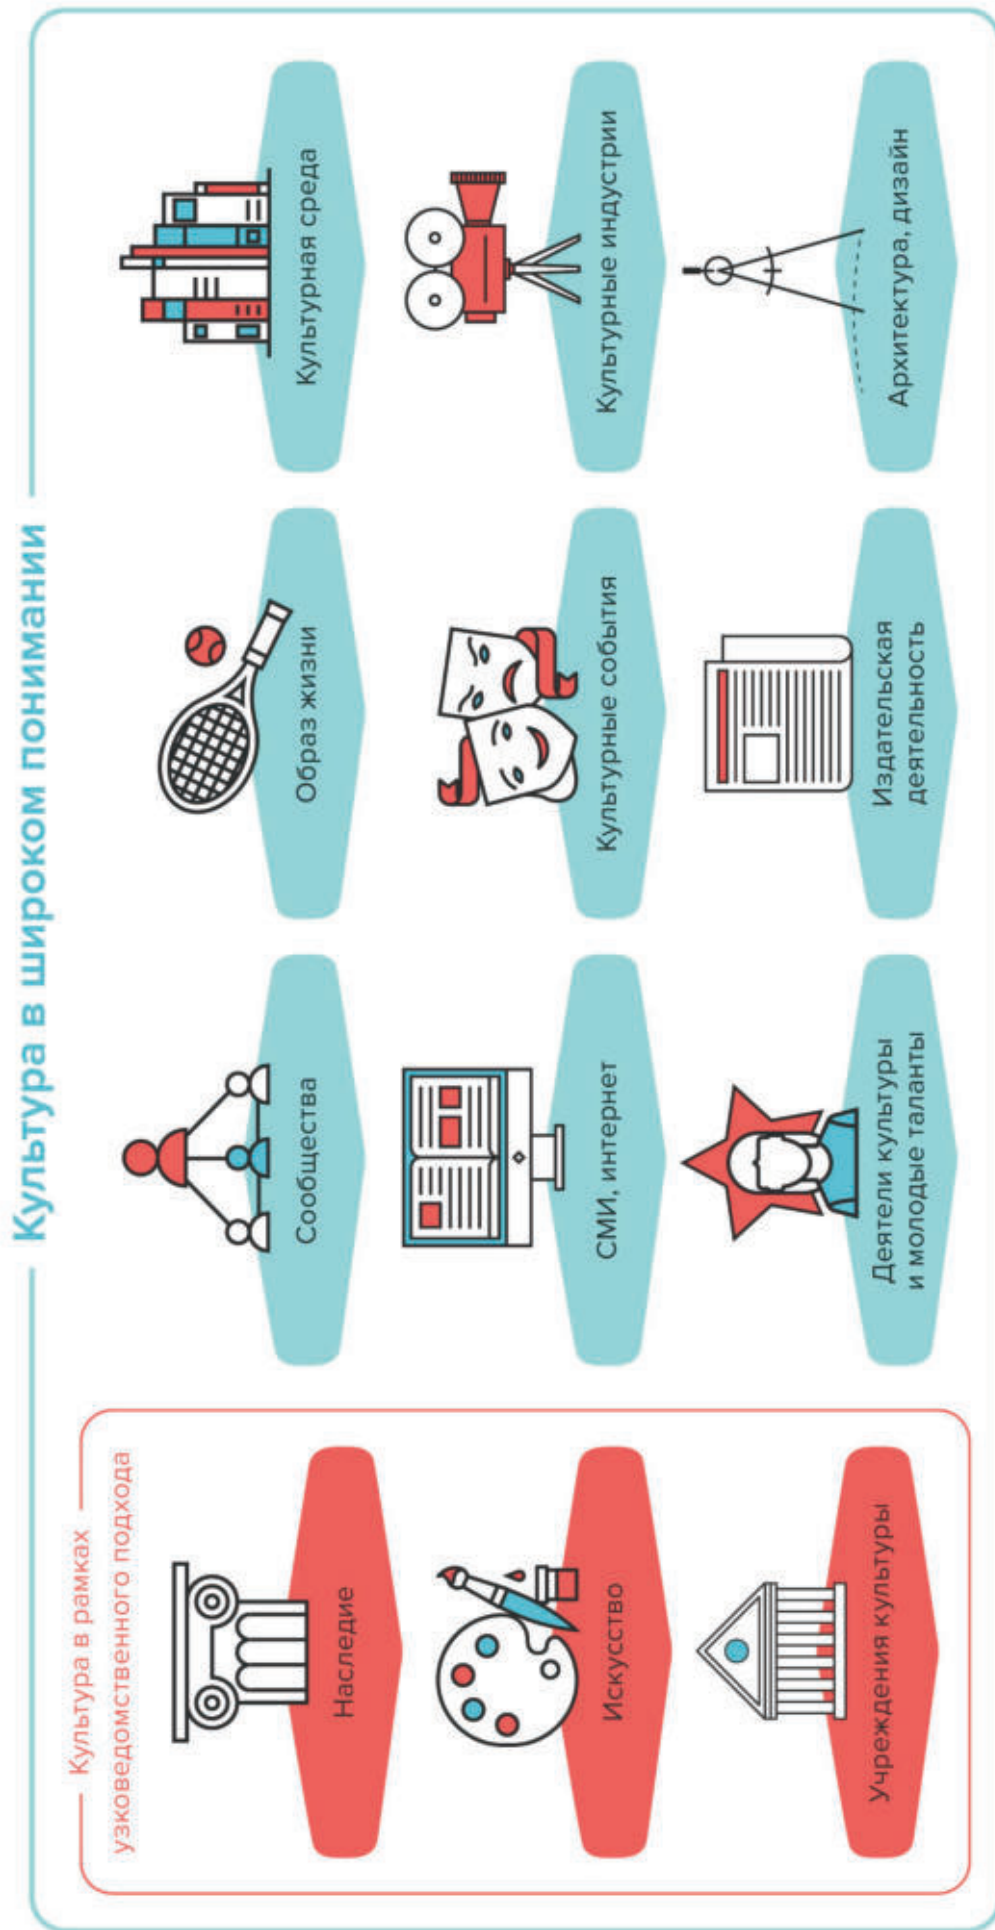 Культура в широком понимании
Культура в рамках
узковедомственного подхода
Наследие
Сообщества
Образ жизни
Культурная среда
Искусство
СМИ, интернет
Культурные события
Культурные индустрии
Учреждения культуры
Деятели культуры
и молодые таланты
Издательская
деятельность
Архитектура, дизайн